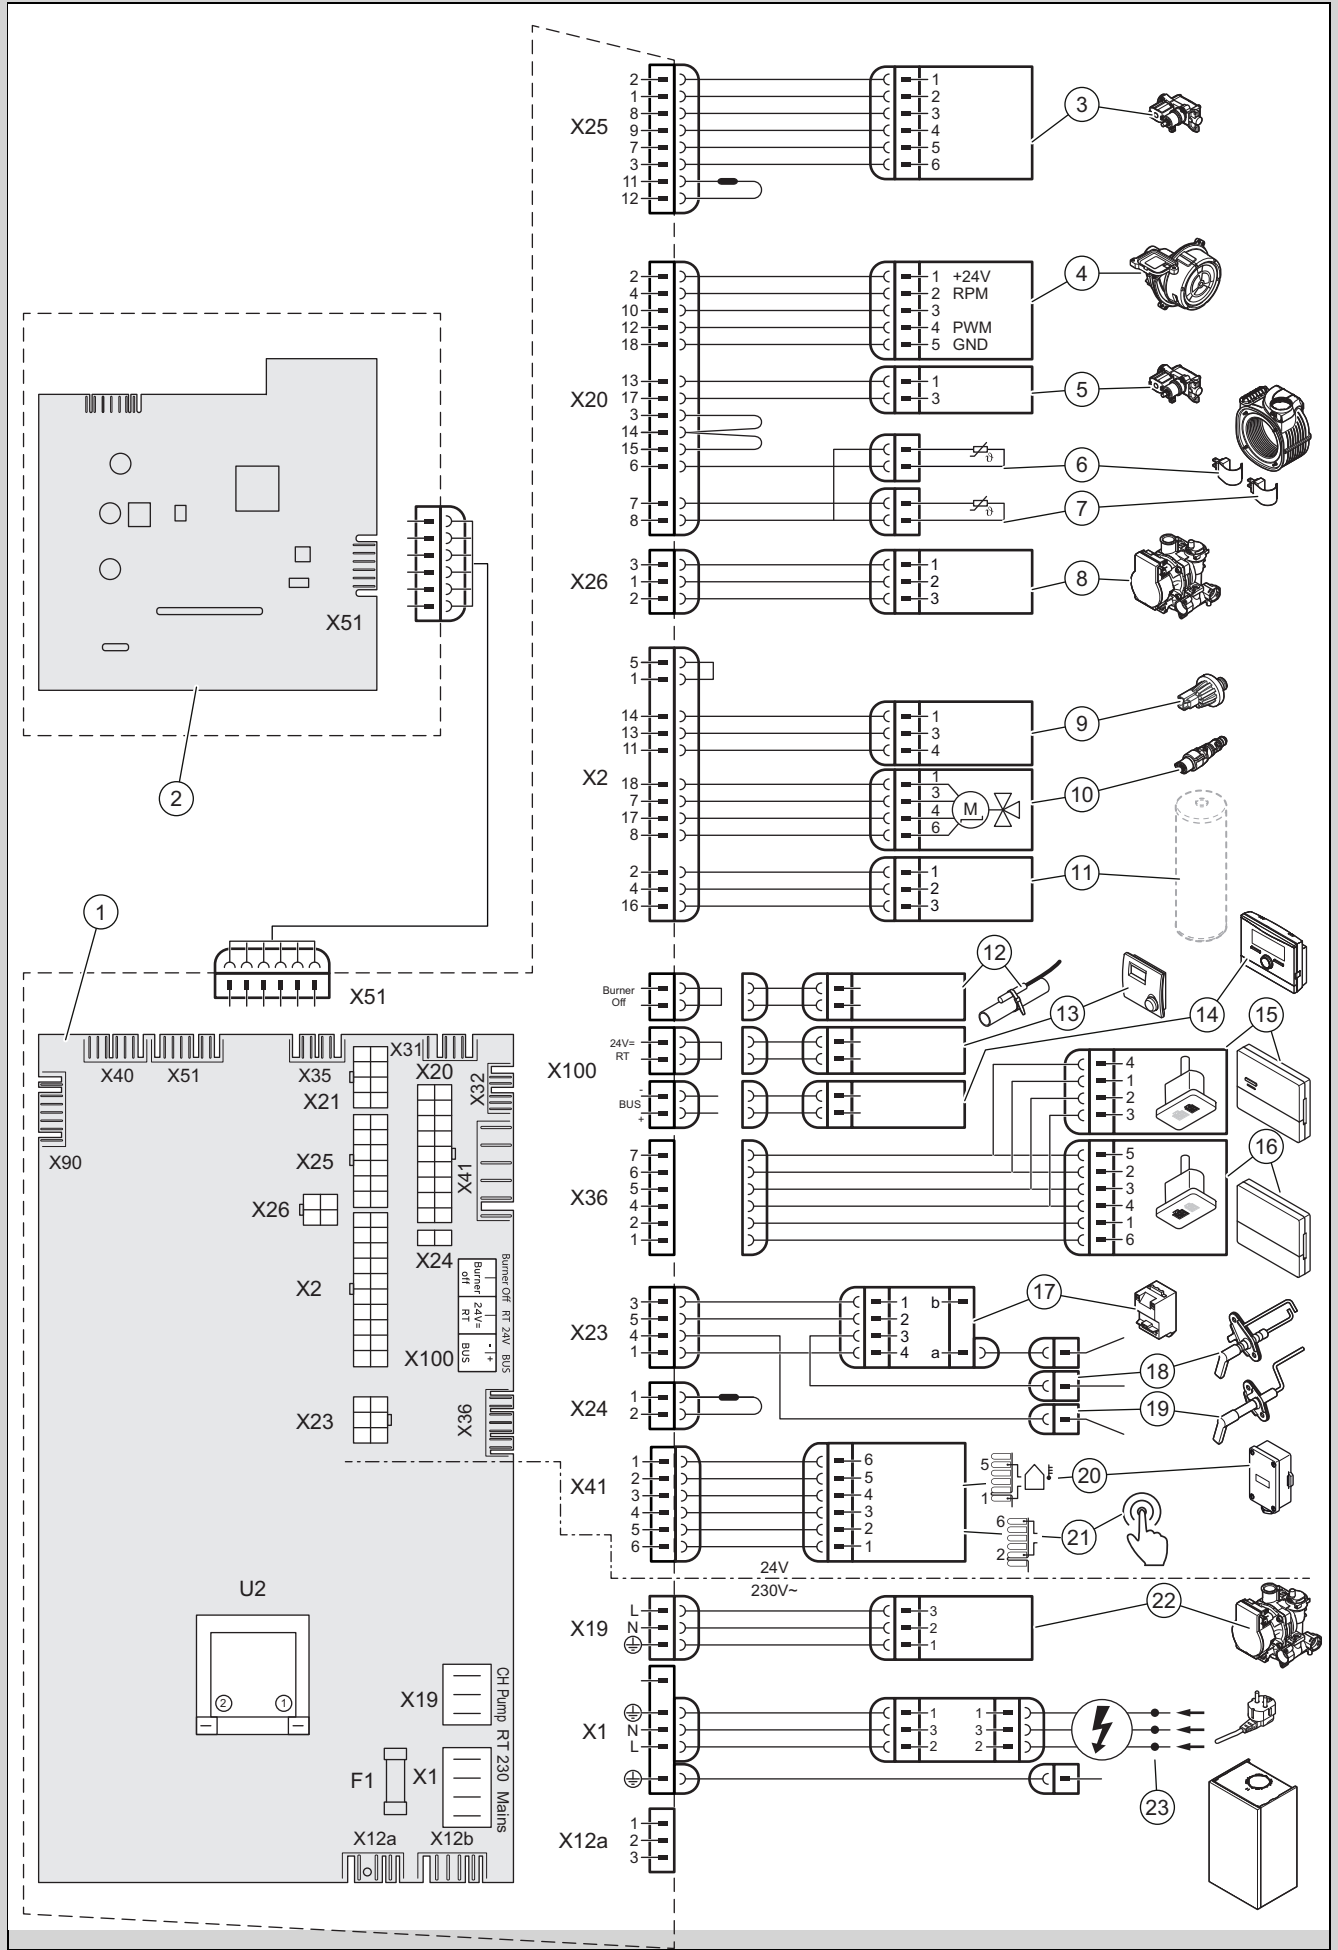 X25
2
1
8
9
7
3
11
12
1
2
3
4
5
6
3
X20
2
4
10
12
18
13
17
3
14
15
6
7
8
1 +24V
2 RPM
3
4 PWM
5 GND
4
1
3
5
ϑ
6
ϑ
7
X26
3
1
2
1
2
3
8
X51
2
X2
5
1
14
13
11
18
7
17
8
2
4
16
1
3
4
9
1
3
4
6
M
10
1
2
3
11
1
X51
X100
Burner
Off
24V=
RT
-
BUS
+
12
13
14
15
4
1
2
3
X36
7
6
5
4
2
1
5
2
3
4
1
6
16
X40
X51
X35
X31
X20
X32
X21
X90
X25
X41
X26
X24
X2
Burner
off
24V=
RT
BUS
- +
Burner Off RT 24V BUS
X100
X23
X36
X23
3
5
4
1
1
2
3
4
b
a
17
18
19
X24
1
2
X41
1
2
3
4
5
6
6
5
4
3
2
1
5
1
20
6
2
21
24V
230V~
U2
2
1
X19
L
N
3
2
1
22
X1
N
L
1
3
2
1
3
2
23
X19
F1
X1
CH Pump RT 230 Mains
X12a
X12b
X12a
1
2
3